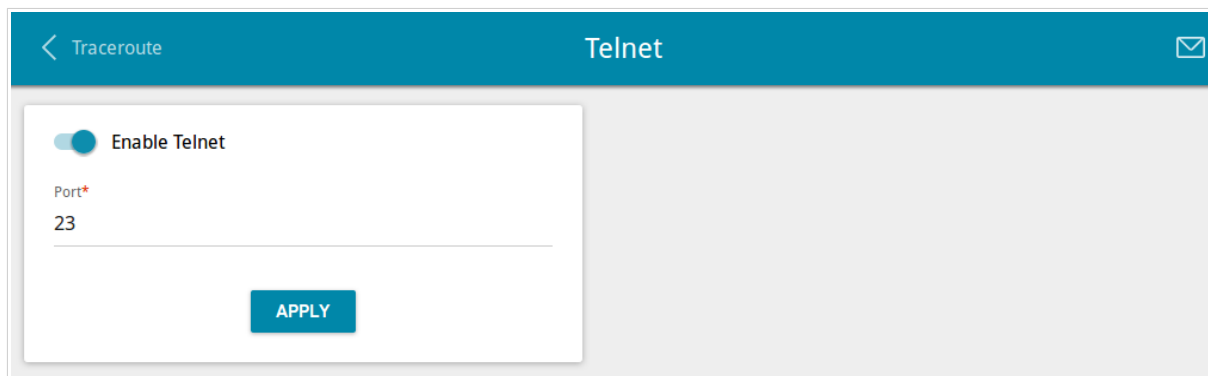 Traceroute
Telnet
Enable Telnet
Port*
23
APPLY